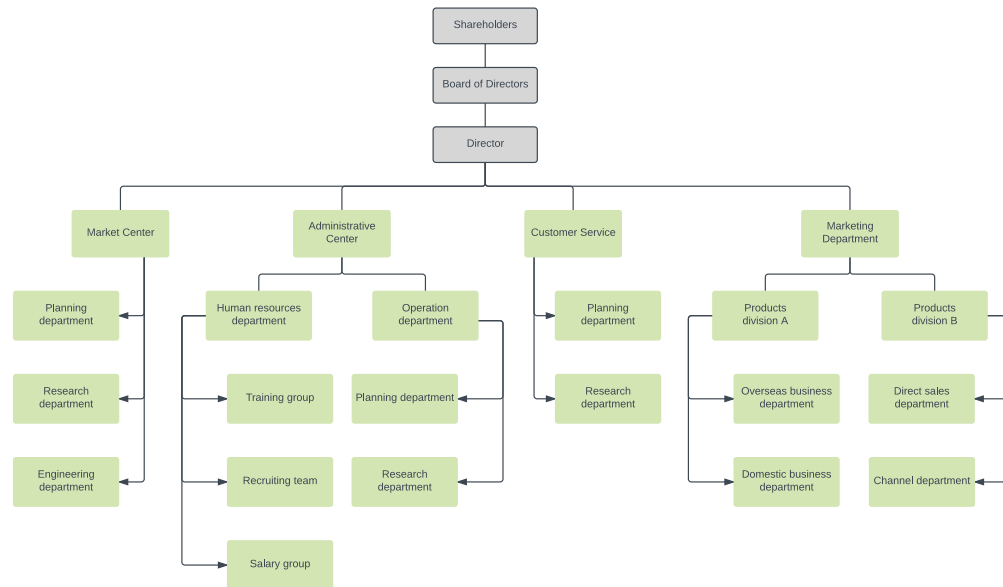 Shareholders
Board of Directors
Director
Market Center
Administrative
Center
Customer Service
Marketing
Department
Planning
department
Human resources
department
Operation
department
Planning
department
Products
division A
Products
division B
Research
department
Training group
Planning department
Research
department
Overseas business
department
Direct sales
department
Engineering
department
Recruiting team
Research
department
Domestic business
department
Channel department
Salary group